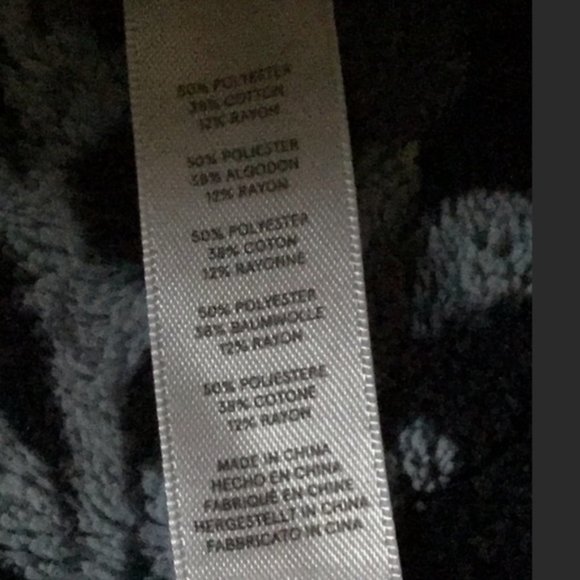 50% POLYESTER
38% COTTON
12% RAYON
50% POLIESTER
38% ALGODON
12% RAYON
50% POLYESTER
38% COTON
12% RAYONNE
50% POLYESTER
38% BAUMWOLLE
12% RAYON
50% POLIESTERE
38% COTONE
12% RAYON
MADE IN CHINA
HECHO EN CHINA
FABRIQUÉ EN CHINE
HERGESTELLT IN CHINA
FABBRICATO IN CINA